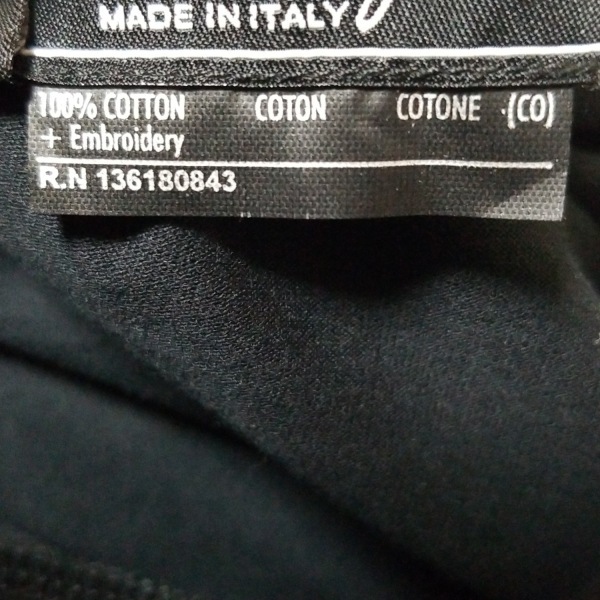 MADE IN ITALY
100% COTTON COTON COTONE (CO)
+ Embroidery
R.N 136180843